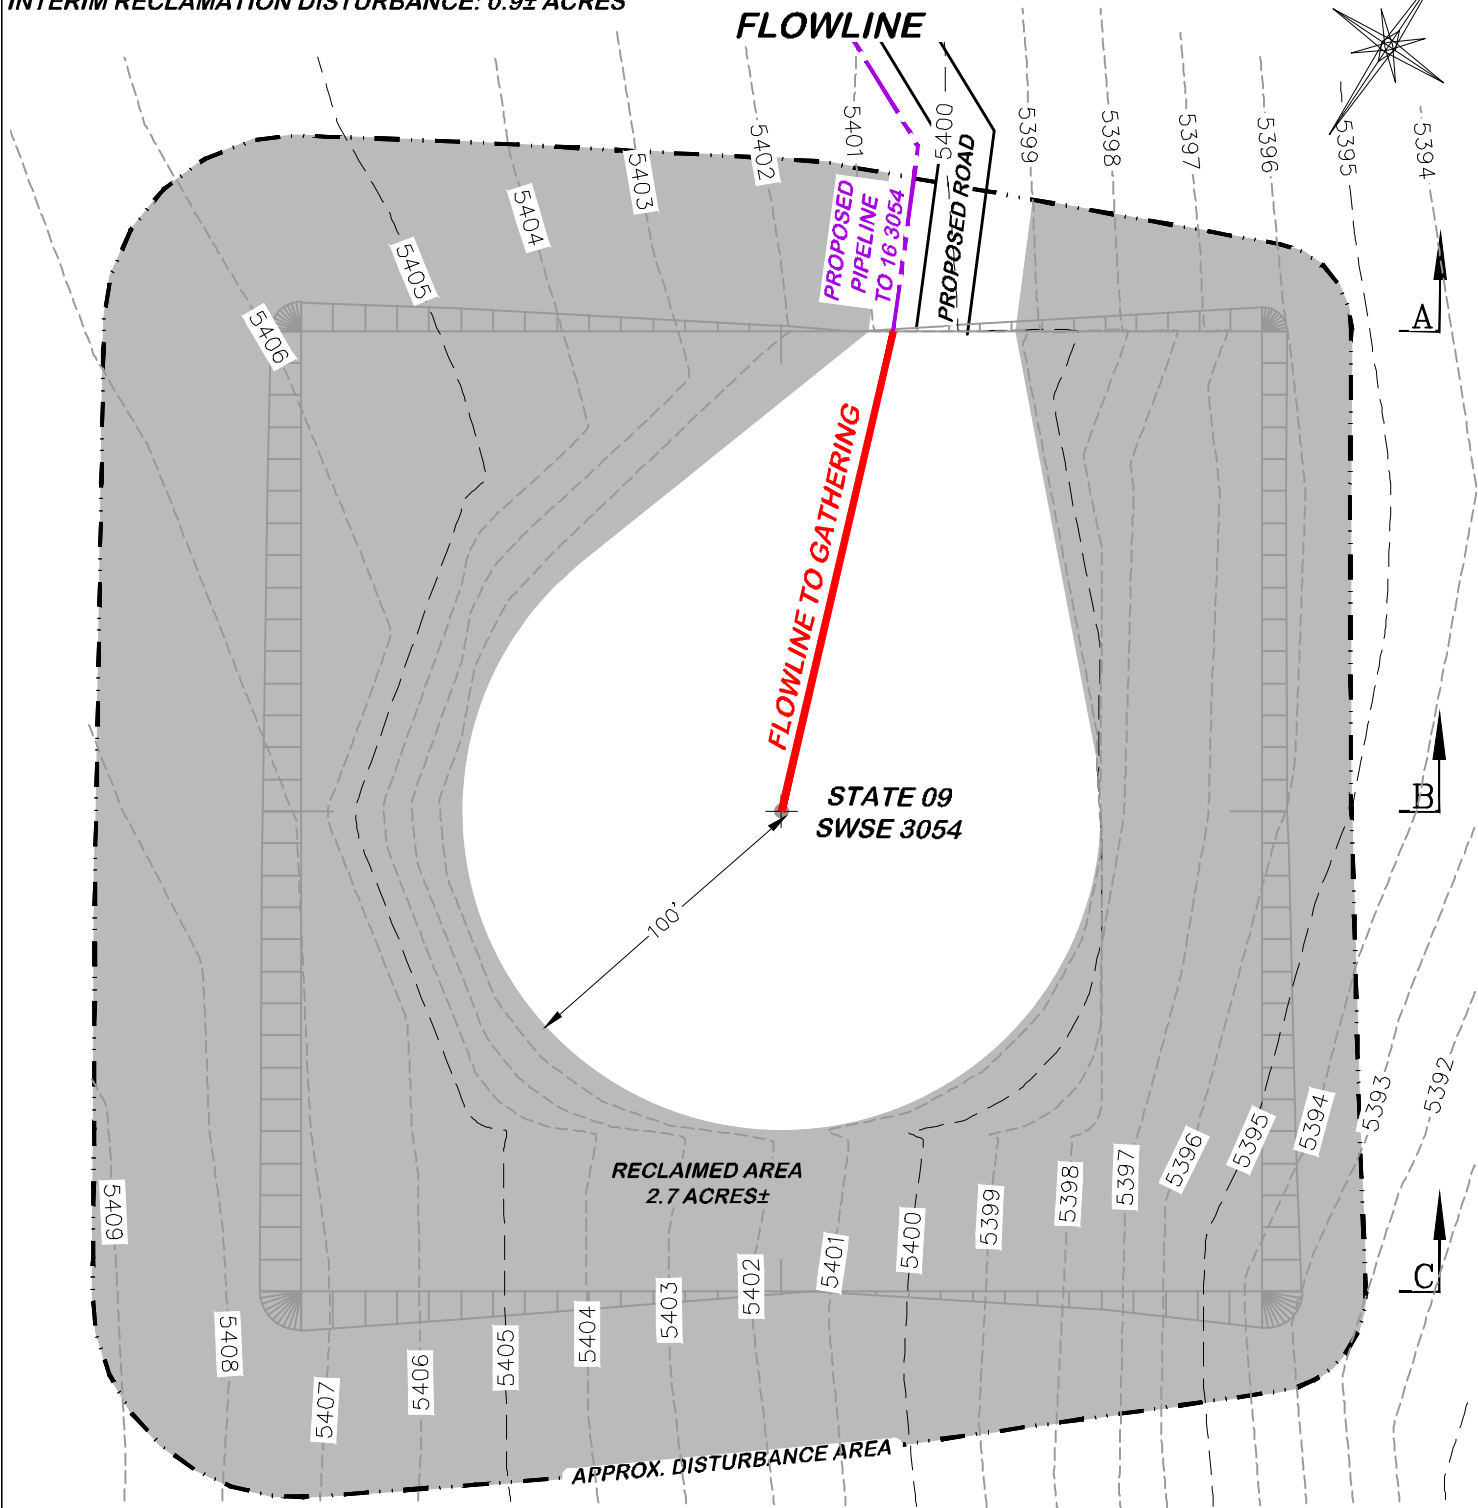 INTERIM RECLAMATION DISTURBANCE: 0.9± ACRES
FLOWLINE
5403
5402
5401
5400
5399
5398
5397
5396
5395
5394
5404
5405
5406
PROPOSED
PIPELINE
TO 16 3054
PROPOSED ROAD
A
FLOWLINE TO GATHERING
STATE 09
SWSE 3054
B
100'
RECLAIMED AREA
2.7 ACRES±
5409
5408
5407
5406
5405
5404
5403
5402
5401
5400
5399
5398
5397
5396
5395
5394
5393
5392
C
APPROX. DISTURBANCE AREA